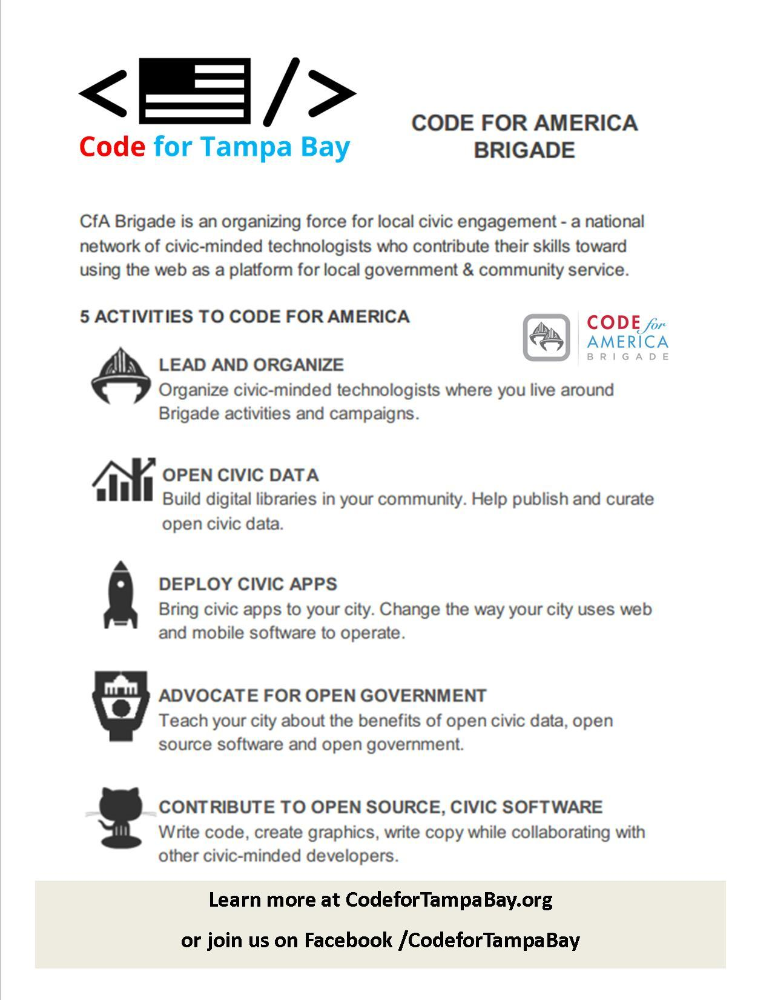 Code for Tampa Bay
CODE FOR AMERICA
BRIGADE
CfA Brigade is an organizing force for local civic engagement - a national
network of civic-minded technologists who contribute their skills toward
using the web as a platform for local government & community service.
5 ACTIVITIES TO CODE FOR AMERICA
CODE for
AMERICA
BRIGADE
LEAD AND ORGANIZE
Organize civic-minded technologists where you live around
Brigade activities and campaigns.
OPEN CIVIC DATA
Build digital libraries in your community. Help publish and curate
open civic data.
DEPLOY CIVIC APPS
Bring civic apps to your city. Change the way your city uses web
and mobile software to operate.
ADVOCATE FOR OPEN GOVERNMENT
Teach your city about the benefits of open civic data, open
source software and open government.
CONTRIBUTE TO OPEN SOURCE, CIVIC SOFTWARE
Write code, create graphics, write copy while collaborating with
other civic-minded developers.
Learn more at CodeforTampaBay.org
or join us on Facebook /CodeforTampaBay